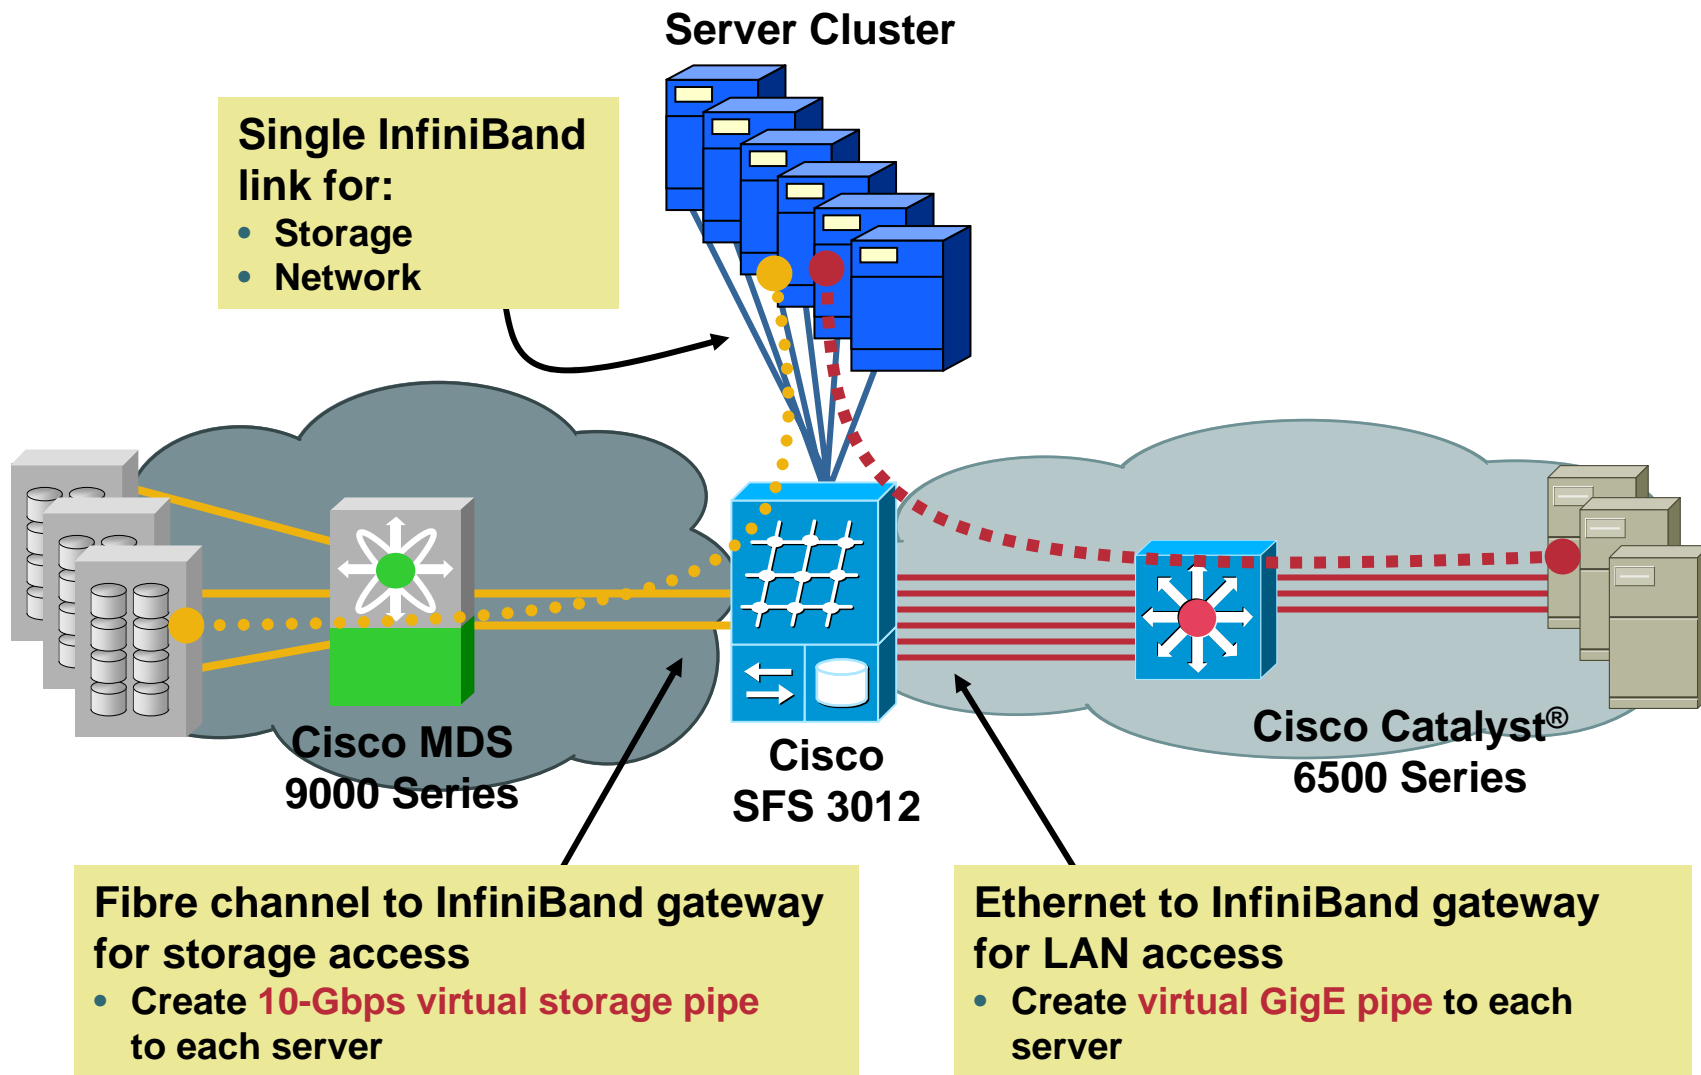 Server Cluster
Single InfiniBand
link for:
• Storage
• Network
Cisco MDS
9000 Series
Cisco
SFS 3012
Cisco Catalyst®
6500 Series
Fibre channel to InfiniBand gateway
for storage access
• Create 10-Gbps virtual storage pipe
to each server
Ethernet to InfiniBand gateway
for LAN access
• Create virtual GigE pipe to each
server